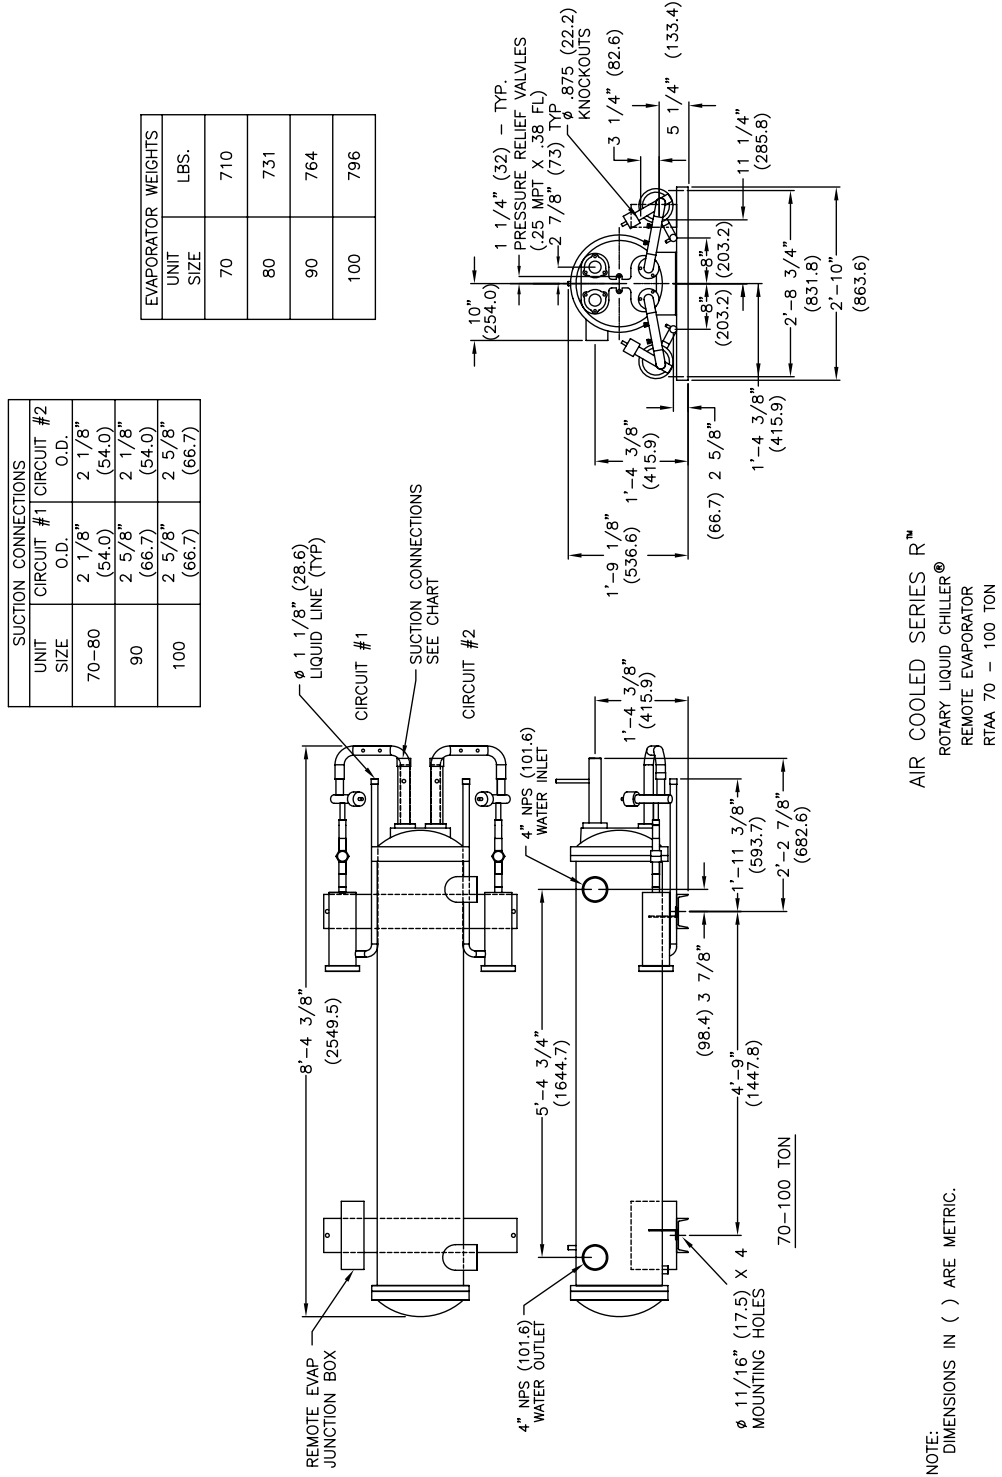 SUCTION CONNECTIONS
UNIT SIZE CIRCUIT #1 O.D. CIRCUIT #2 O.D.
70-80 2 1/8" (54.0) 2 1/8" (54.0)
90 2 5/8" (66.7) 2 1/8" (54.0)
100 2 5/8" (66.7) 2 5/8" (66.7)
EVAPORATOR WEIGHTS
UNIT SIZE LBS.
70 710
80 731
90 764
100 796
REMOTE EVAP
JUNCTION BOX
8'-4 3/8"
(2549.5)
ø 1 1/8" (28.6)
LIQUID LINE (TYP)
CIRCUIT #1
SUCTION CONNECTIONS
SEE CHART
CIRCUIT #2
4" NPS (101.6)
WATER OUTLET
5'-4 3/4"
(1644.7)
4" NPS (101.6)
WATER INLET
1'-4 3/8"
(415.9)
ø 11/16" (17.5) X 4
MOUNTING HOLES
(98.4) 3 7/8"
4'-9"
(1447.8)
1'-11 3/8"
(593.7)
2'-2 7/8"
(682.6)
70-100 TON
10"
(254.0)
1 1/4" (32) - TYP.
PRESSURE RELIEF VALVLES
(.25 MPT X .38 FL)
2 7/8" (73) TYP
ø .875 (22.2)
KNOCKOUTS
3 1/4" (82.6)
5 1/4" (133.4)
11 1/4"
(285.8)
1'-9 1/8"
(536.6)
1'-4 3/8"
(415.9)
(66.7) 2 5/8"
8"
(203.2)
8"
(203.2)
1'-4 3/8"
(415.9)
2'-8 3/4"
(831.8)
2'-10"
(863.6)
AIR COOLED SERIES R™
ROTARY LIQUID CHILLER®
REMOTE EVAPORATOR
RTAA 70 - 100 TON
NOTE:
DIMENSIONS IN ( ) ARE METRIC.